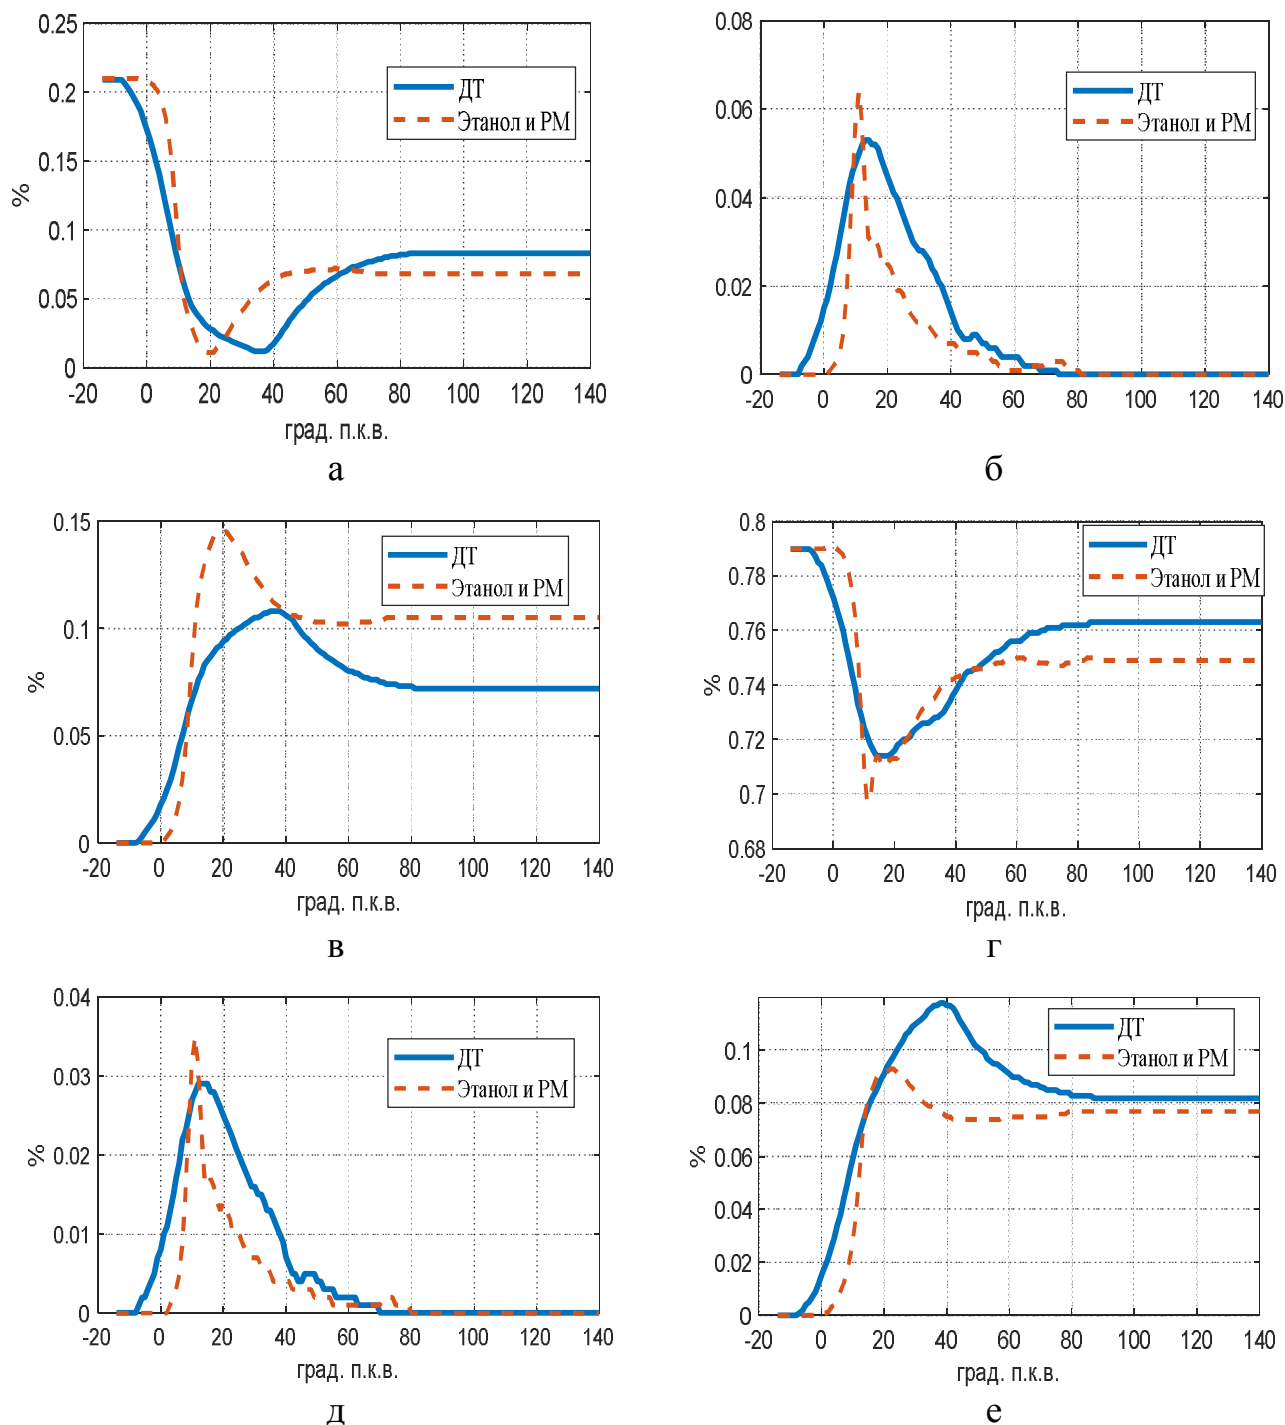 0.25
0.2
0.15
0.1
0.05
0
%
ДТ
Этанол и РМ
-20 0 20 40 60 80 100 120 140
град. п.к.в.
а
0.08
0.06
0.04
0.02
0
ДТ
Этанол и РМ
-20 0 20 40 60 80 100 120 140
б
0.15
0.1
0.05
0
%
ДТ
Этанол и РМ
-20 0 20 40 60 80 100 120 140
град. п.к.в.
в
0.8
0.78
0.76
0.74
0.72
0.7
0.68
%
ДТ
Этанол и РМ
-20 0 20 40 60 80 100 120 140
град. п.к.в.
г
0.04
0.03
0.02
0.01
0
%
ДТ
Этанол и РМ
-20 0 20 40 60 80 100 120 140
град. п.к.в.
д
0.1
0.08
0.06
0.04
0.02
0
%
ДТ
Этанол и РМ
-20 0 20 40 60 80 100 120 140
град. п.к.в.
е